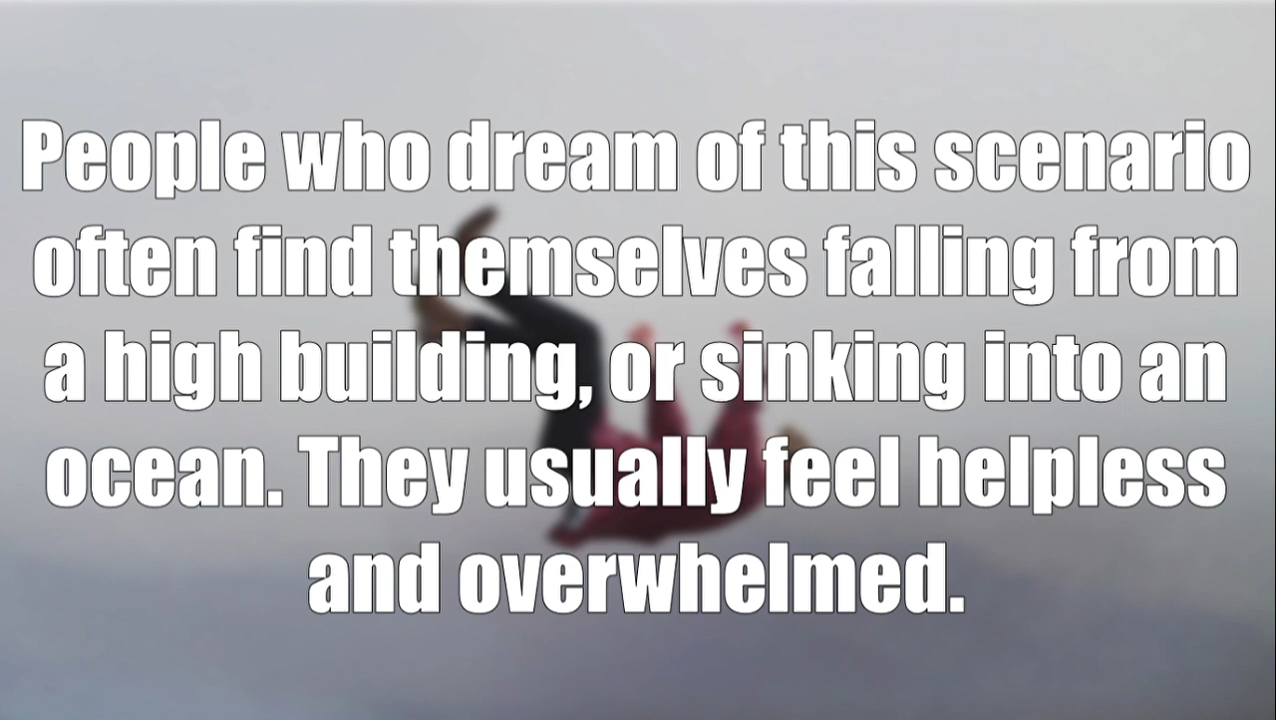 People who dream of this scenario
often find themselves falling from
a high building, or sinking into an
ocean. They usually feel helpless
and overwhelmed.